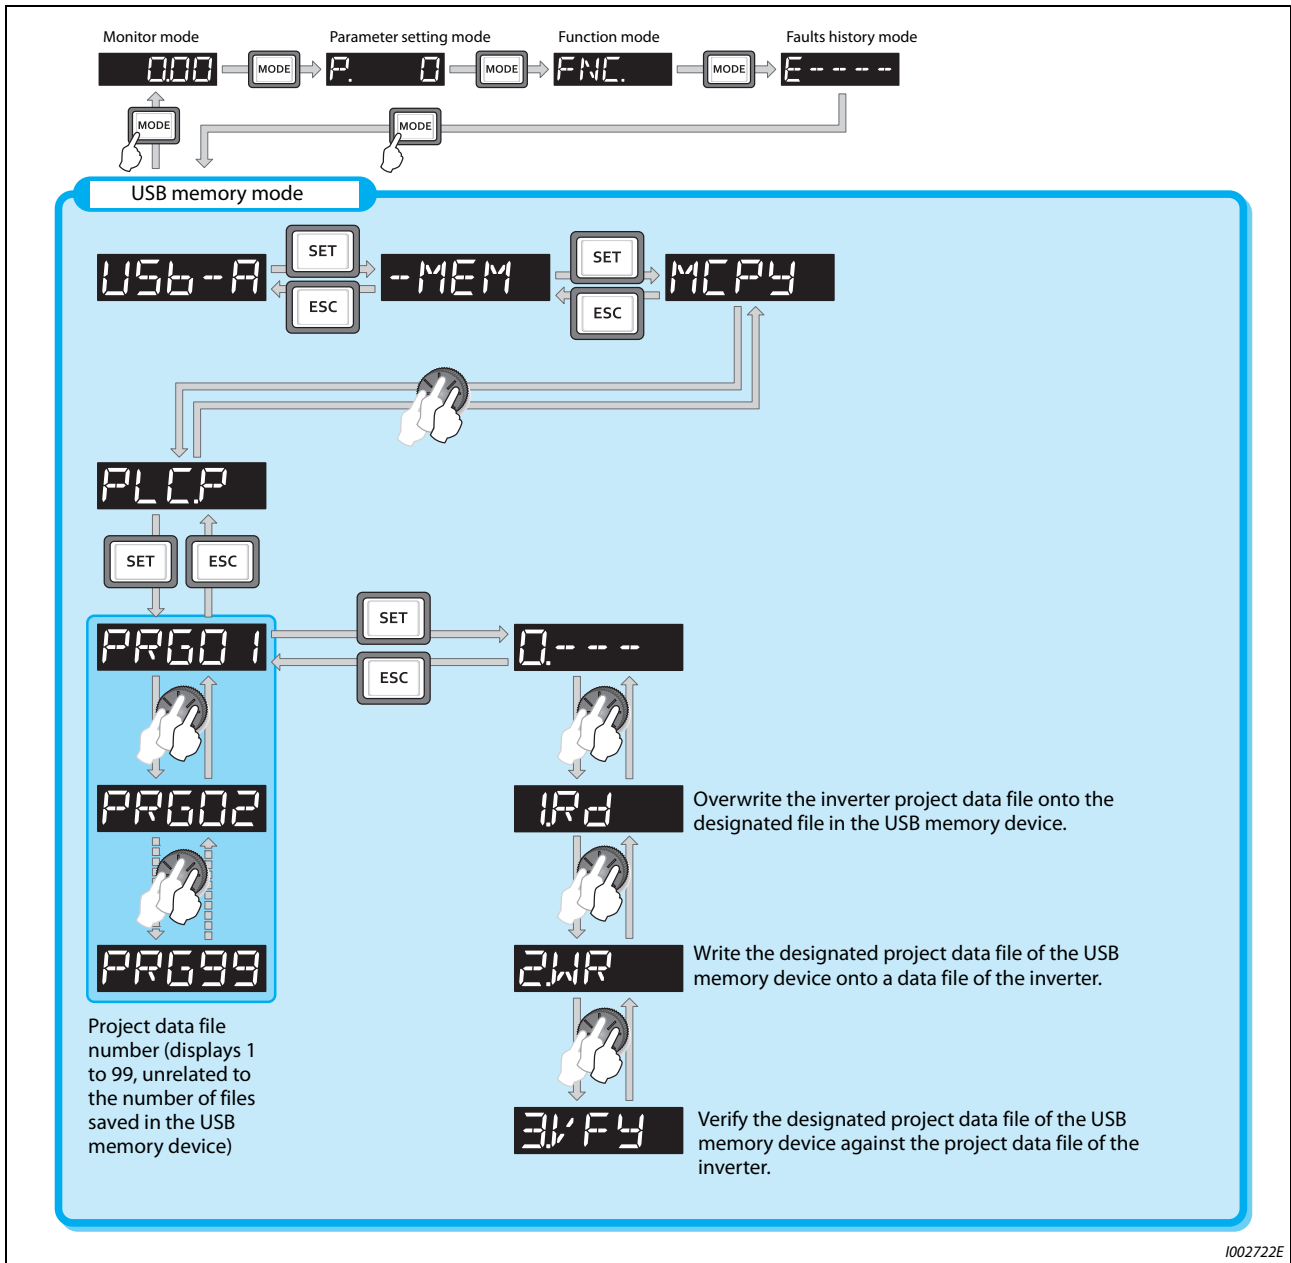 Monitor mode
Parameter setting mode
Function mode
Faults history mode
0.00
MODE
P. 0
MODE
FNC.
MODE
E----
MODE
MODE
USB memory mode
USb-A
SET
ESC
-MEM
SET
ESC
MCPY
PLC.P
SET
ESC
PRG01
SET
ESC
0.---
PRG02
1.Rd
Overwrite the inverter project data file onto the
designated file in the USB memory device.
PRG99
2.WR
Write the designated project data file of the USB
memory device onto a data file of the inverter.
Project data file
number (displays 1
to 99, unrelated to
the number of files
saved in the USB
memory device)
3.VFY
Verify the designated project data file of the USB
memory device against the project data file of the
inverter.
I002722E